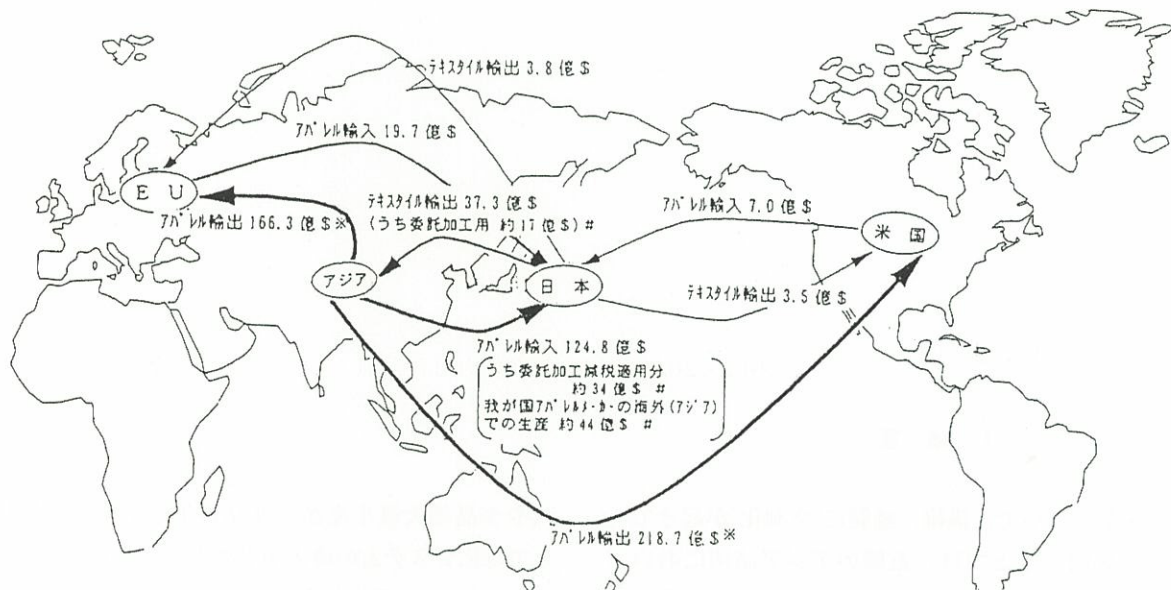 テキスタイル輸出 3.8 億 $
アパレル輸入 19.7 億 $
E U
テキスタイル輸出 37.3 億 $
(うち委託加工用 約 17 億 $) #
アパレル輸出 166.3 億 $ ※
アパレル輸入 7.0 億 $
米 国
アジア
日 本
テキスタイル輸出 3.5 億 $
アパレル輸入 124.8 億 $
うち委託加工減税適用分
約 34 億 $ #
我が国アパレルメーカーの海外(アジア)
での生産 約 44 億 $ #
アパレル輸出 218.7 億 $ ※